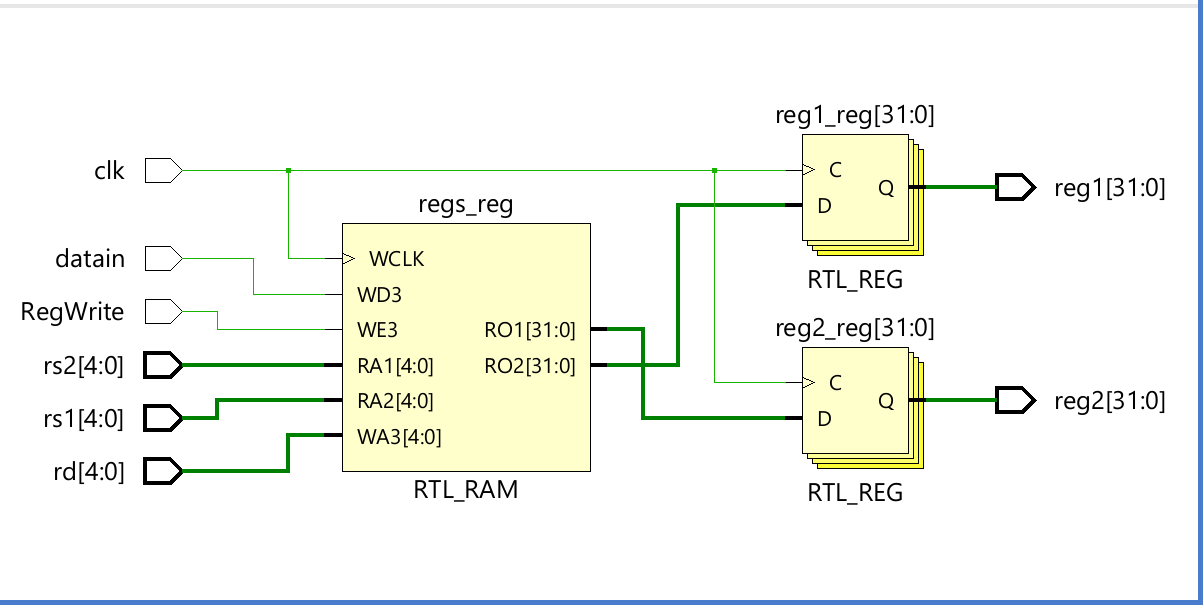 reg1_reg[31:0]
clk
C
Q
reg1[31:0]
D
regs_reg
datain
WCLK
RTL_REG
WD3
RegWrite
WE3
RO1[31:0]
reg2_reg[31:0]
rs2[4:0]
RA1[4:0]
RO2[31:0]
C
rs1[4:0]
RA2[4:0]
Q
reg2[31:0]
D
rd[4:0]
WA3[4:0]
RTL_RAM
RTL_REG